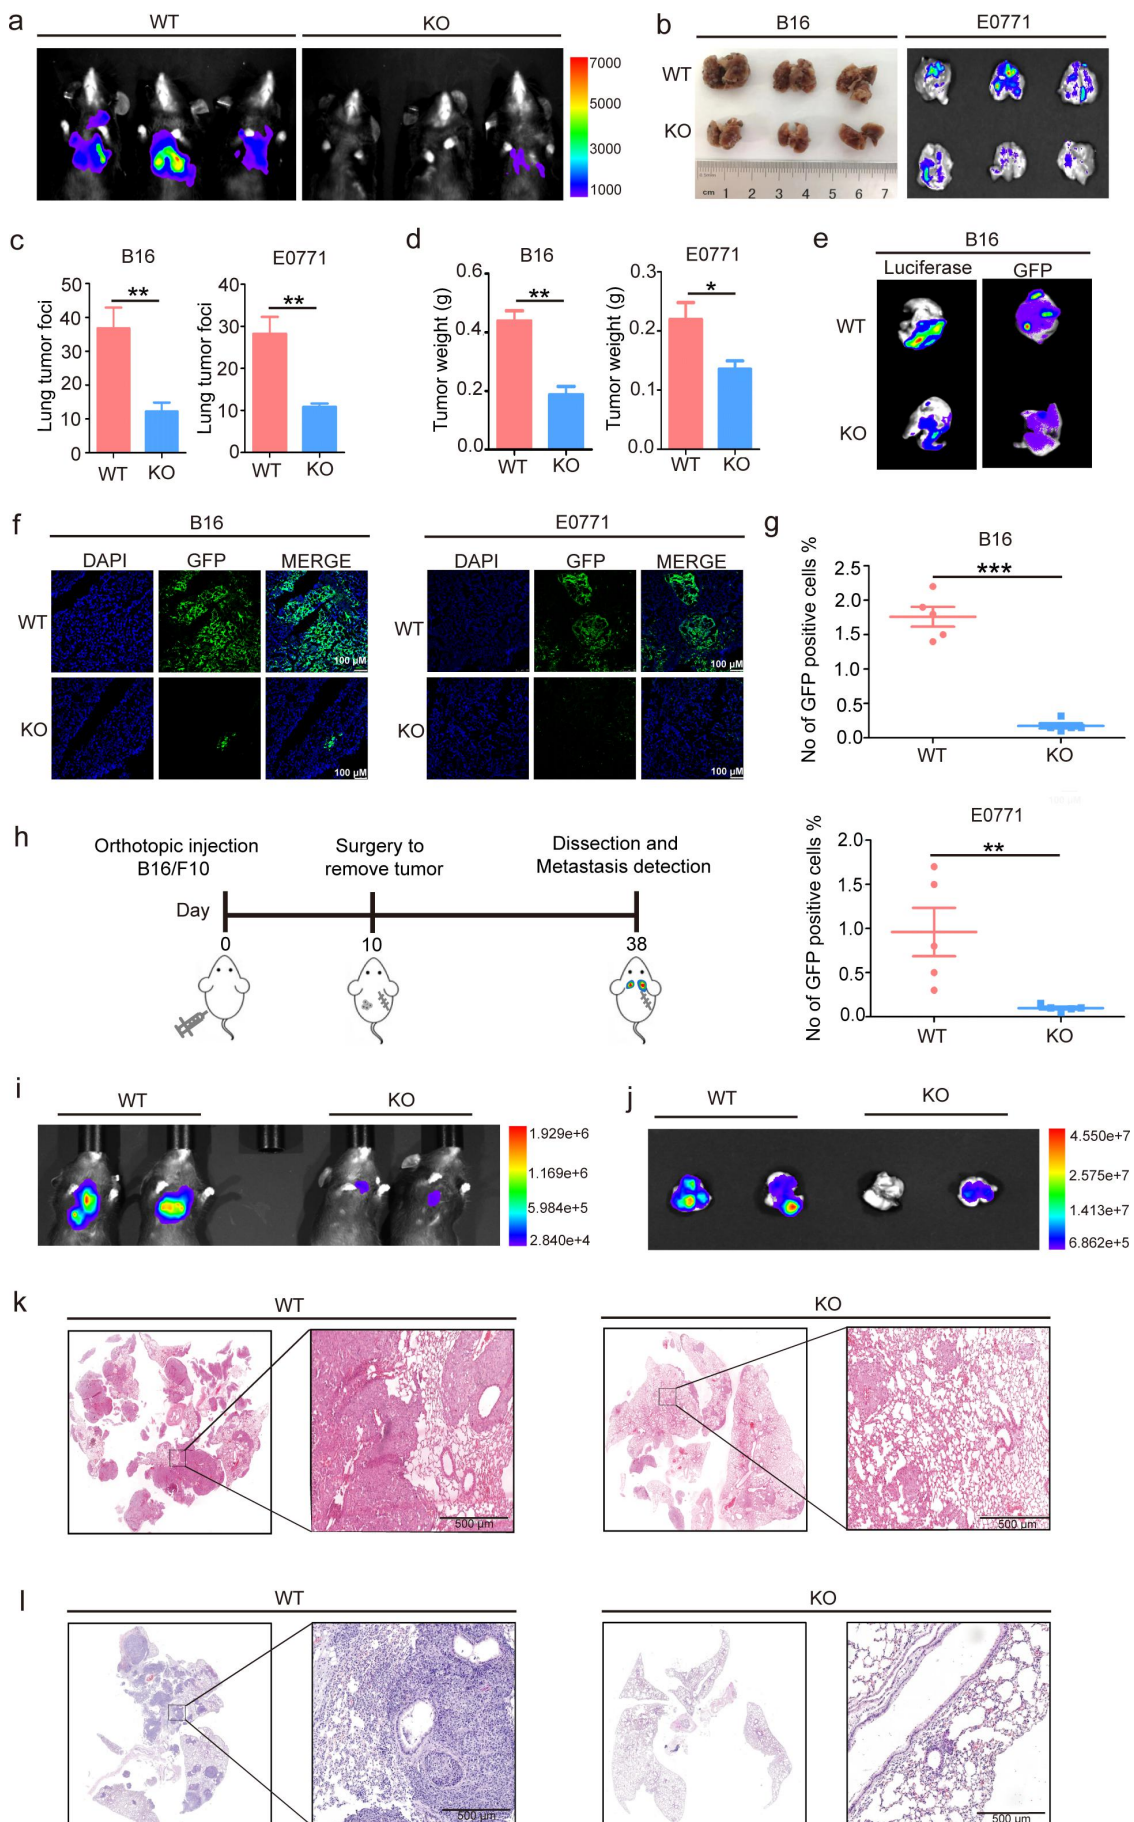 a
WT
KO
7000
5000
3000
1000
b
B16
E0771
WT
KO
cm 1 2 3 4 5 6 7
c
B16
E0771
Lung tumor foci
50
40
30
20
10
0
**
WT
KO
Lung tumor foci
40
30
20
10
0
**
WT
KO
d
B16
E0771
Tumor weight (g)
0.6
0.4
0.2
0.0
**
WT
KO
Tumor weight (g)
0.3
0.2
0.1
0.0
*
WT
KO
e
B16
Luciferase
GFP
WT
KO
f
B16
E0771
DAPI
GFP
MERGE
DAPI
GFP
MERGE
WT
100 µM
WT
100 µM
KO
100 µM
KO
100 µM
g
B16
No of GFP positive cells %
2.5
2.0
1.5
1.0
0.5
0.0
***
WT
KO
E0771
No of GFP positive cells %
2.0
1.5
1.0
0.5
0.0
**
WT
KO
h
Orthotopic injection
B16/F10
Surgery to
remove tumor
Dissection and
Metastasis detection
Day
0
10
38
i
WT
KO
1.929e+6
1.169e+6
5.984e+5
2.840e+4
j
WT
KO
4.550e+7
2.575e+7
1.413e+7
6.862e+5
k
WT
KO
500 µm
500 µm
l
WT
KO
500 µm
500 µm